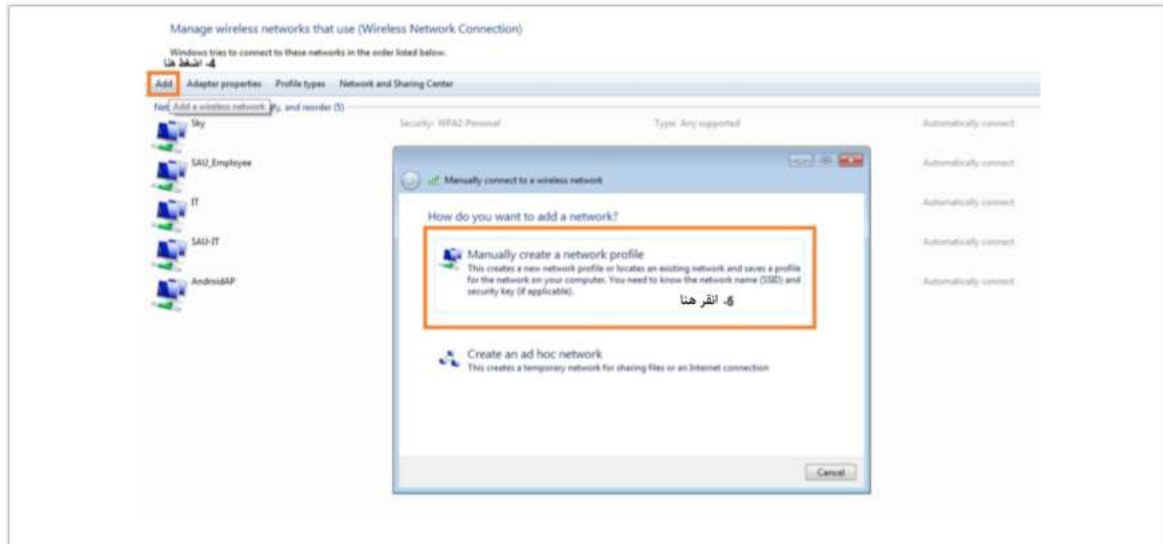 Manage wireless networks that use (Wireless Network Connection)
Windows tries to connect to these networks in the order listed below.
4- اضغط هنا
Add Adapter properties Profile types Network and Sharing Center
Add a wireless network
ify, and reorder (5)
Sky Security: WPA2-Personal Type: Any supported Automatically connect
SAU_Employee Automatically connect
IT Automatically connect
SAU-IT Automatically connect
AndroidAP Automatically connect
Manually connect to a wireless network
How do you want to add a network?
Manually create a network profile
This creates a new network profile or locates an existing network and saves a profile
for the network on your computer. You need to know the network name (SSID) and
security key (if applicable).
6- انقر هنا
Create an ad hoc network
This creates a temporary network for sharing files or an Internet connection
Cancel